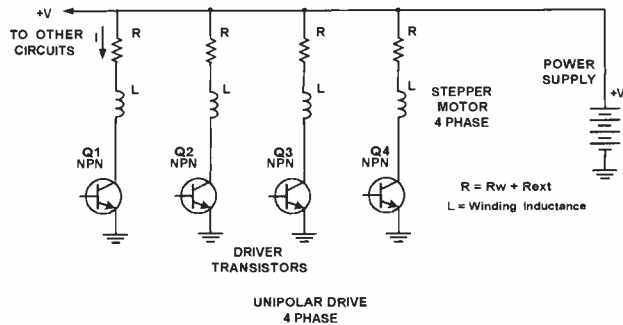 +V
TO OTHER
CIRCUITS
I
R
R
R
R
L
L
L
L
POWER
SUPPLY
+V
STEPPER
MOTOR
4 PHASE
Q1
NPN
Q2
NPN
Q3
NPN
Q4
NPN
R = Rw + Rext
L = Winding Inductance
DRIVER
TRANSISTORS
UNIPOLAR DRIVE
4 PHASE